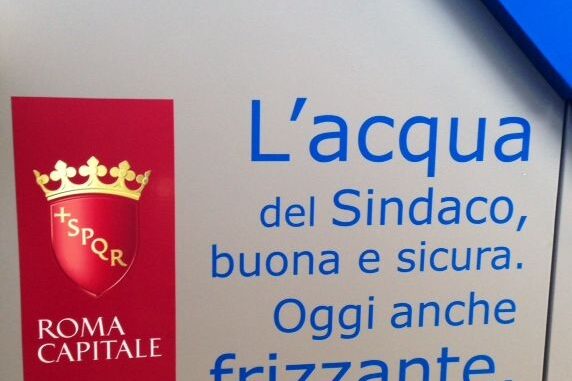 L'acqua
del Sindaco,
buona e sicura.
Oggi anche
frizzante.
+SPQR
ROMA
CAPITALE